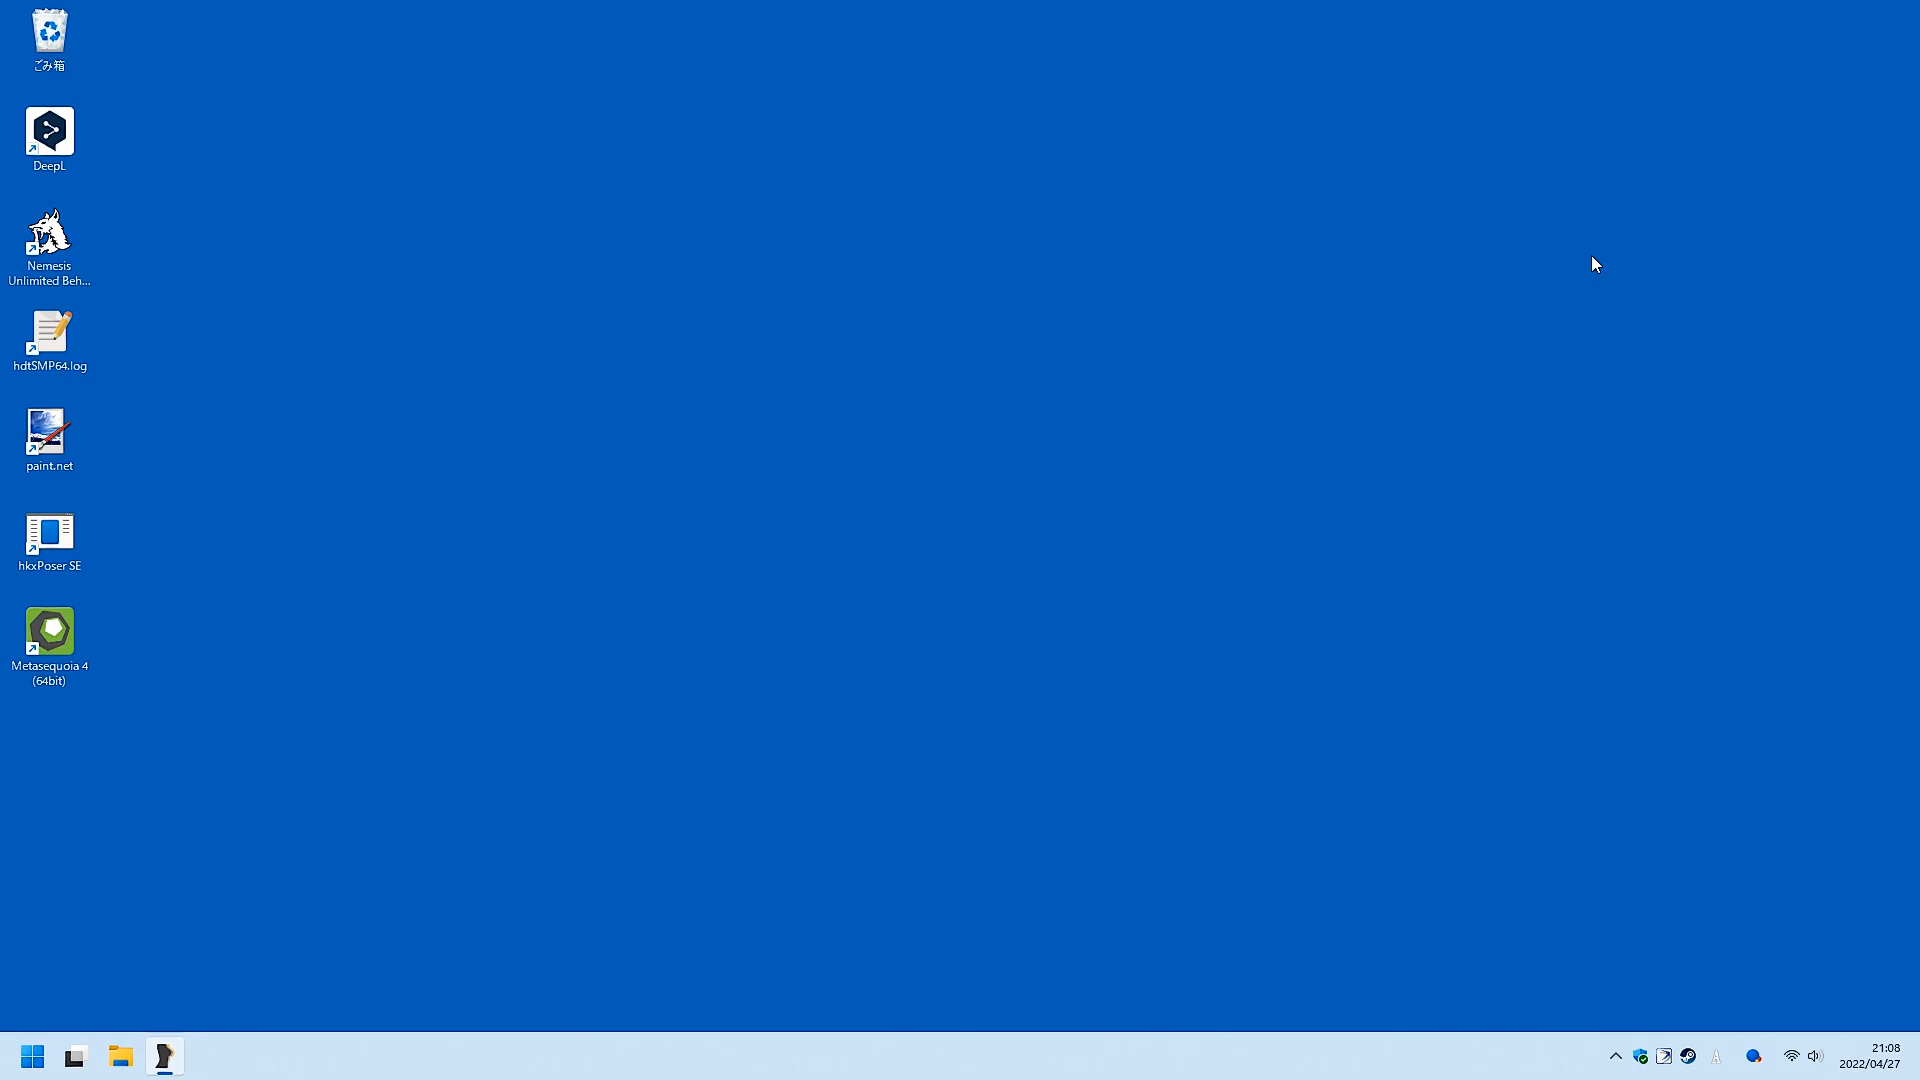 ごみ箱
DeepL
Nemesis
Unlimited Beh...
hdtSMP64.log
paint.net
hkxPoser SE
Metasequoia 4
(64bit)
A
21:08
2022/04/27